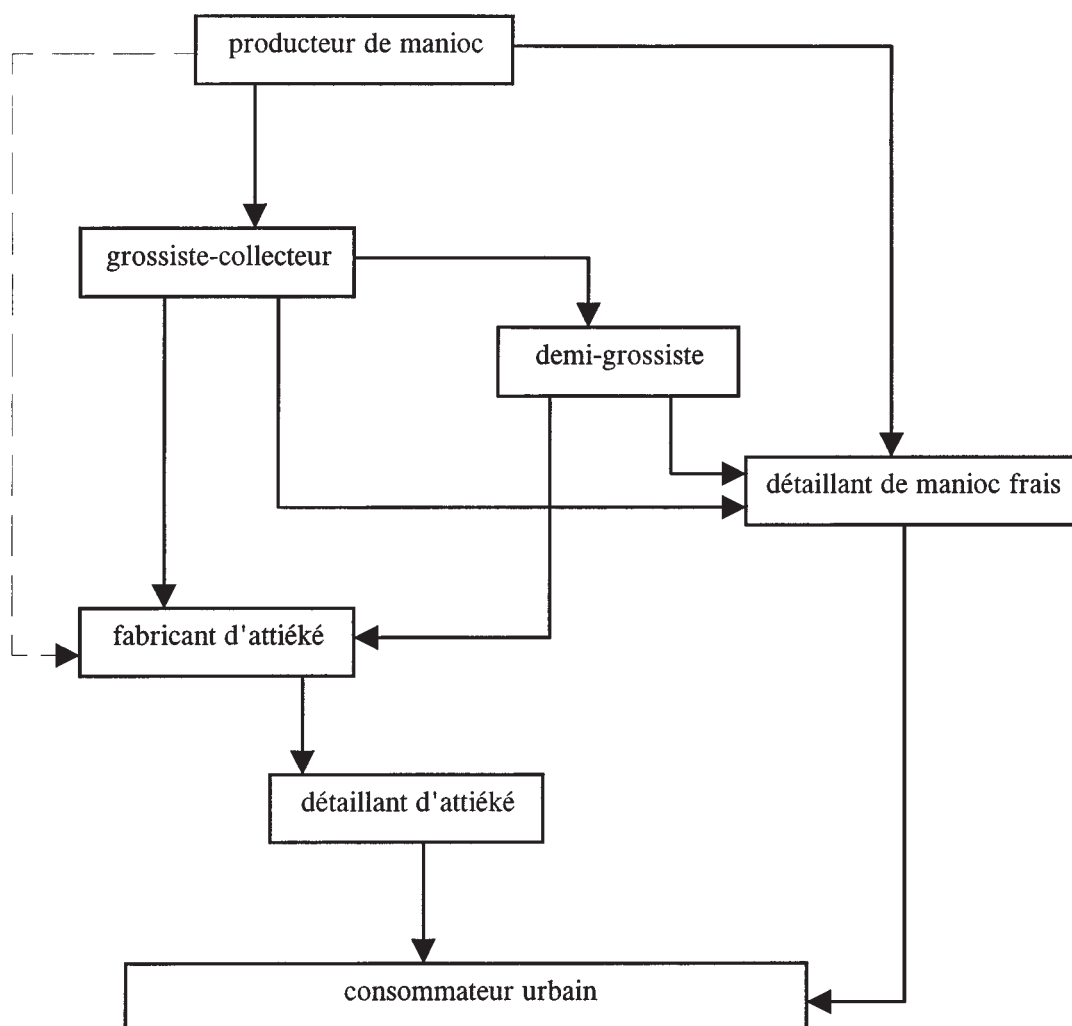 producteur de manioc
grossiste-collecteur
demi-grossiste
détaillant de manioc frais
fabricant d'attiéké
détaillant d'attiéké
consommateur urbain